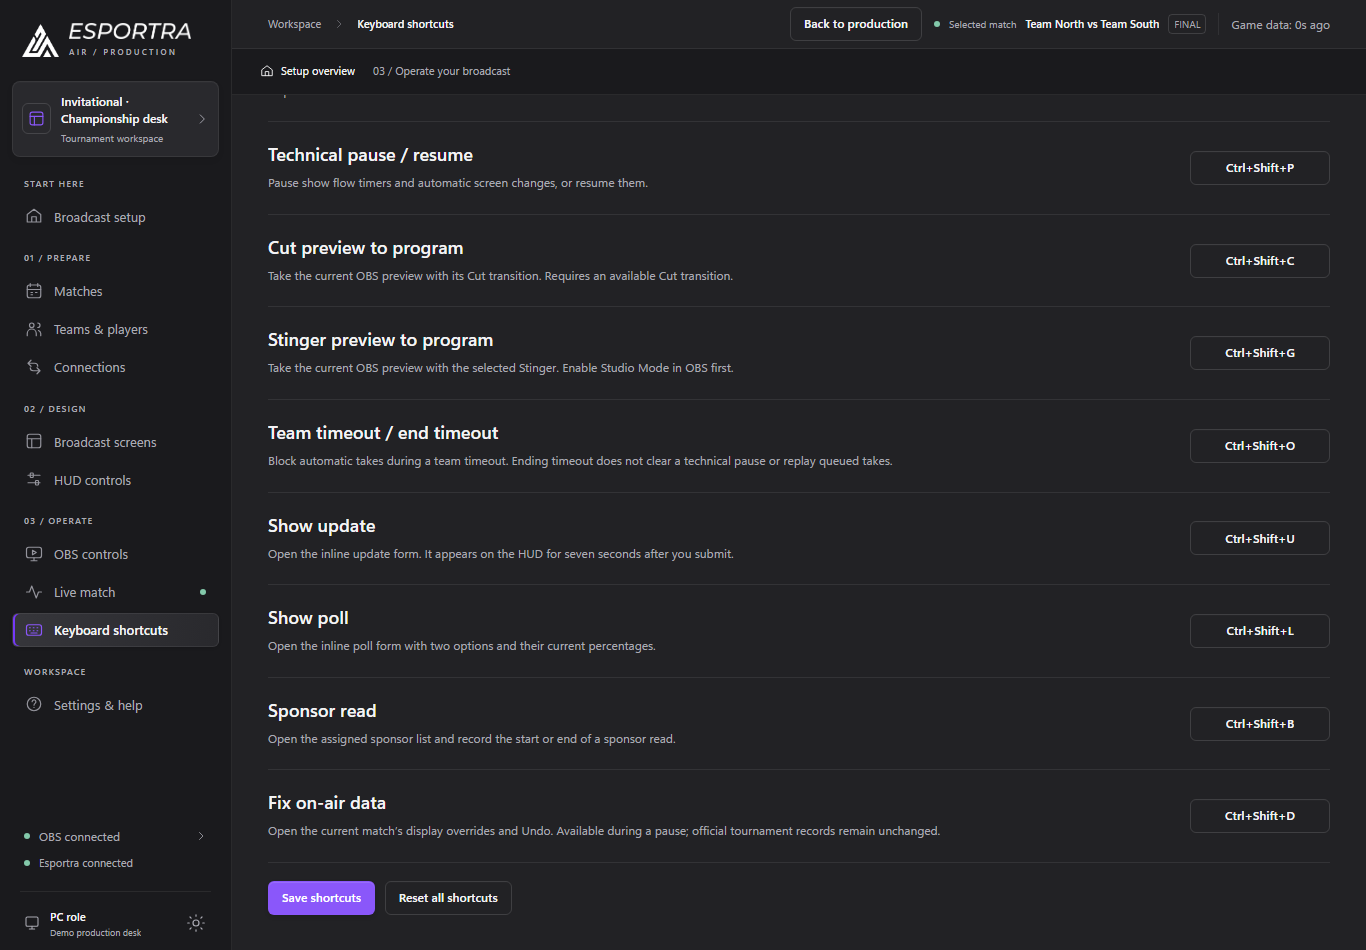 ESPORTRA
AIR / PRODUCTION
Invitational ·
Championship desk
Tournament workspace
START HERE
Broadcast setup
01 / PREPARE
Matches
Teams & players
Connections
02 / DESIGN
Broadcast screens
HUD controls
03 / OPERATE
OBS controls
Live match
Keyboard shortcuts
WORKSPACE
Settings & help
OBS connected
Esportra connected
PC role
Demo production desk
Workspace
Keyboard shortcuts
Back to production
Selected match Team North vs Team South FINAL
Game data: 0s ago
Setup overview
03 / Operate your broadcast
Technical pause / resume
Pause show flow timers and automatic screen changes, or resume them.
Ctrl+Shift+P
Cut preview to program
Take the current OBS preview with its Cut transition. Requires an available Cut transition.
Ctrl+Shift+C
Stinger preview to program
Take the current OBS preview with the selected Stinger. Enable Studio Mode in OBS first.
Ctrl+Shift+G
Team timeout / end timeout
Block automatic takes during a team timeout. Ending timeout does not clear a technical pause or replay queued takes.
Ctrl+Shift+O
Show update
Open the inline update form. It appears on the HUD for seven seconds after you submit.
Ctrl+Shift+U
Show poll
Open the inline poll form with two options and their current percentages.
Ctrl+Shift+L
Sponsor read
Open the assigned sponsor list and record the start or end of a sponsor read.
Ctrl+Shift+B
Fix on-air data
Open the current match's display overrides and Undo. Available during a pause; official tournament records remain unchanged.
Ctrl+Shift+D
Save shortcuts
Reset all shortcuts